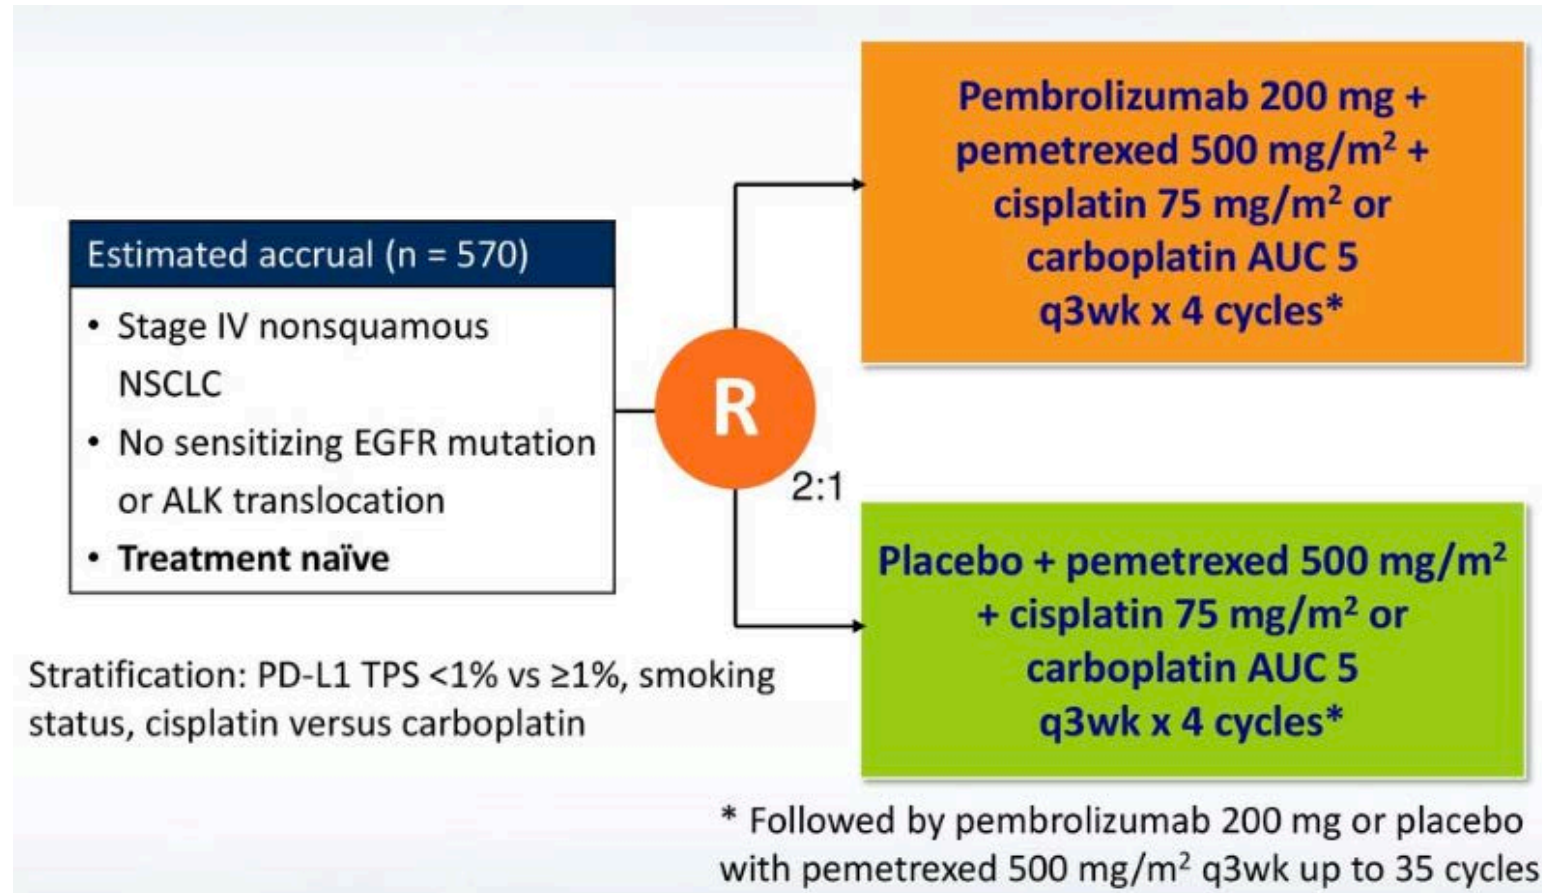 Estimated accrual (n = 570)
• Stage IV nonsquamous
NSCLC
• No sensitizing EGFR mutation
or ALK translocation
• Treatment naïve
Stratification: PD-L1 TPS <1% vs ≥1%, smoking
status, cisplatin versus carboplatin
R
2:1
Pembrolizumab 200 mg +
pemetrexed 500 mg/m² +
cisplatin 75 mg/m² or
carboplatin AUC 5
q3wk x 4 cycles*
Placebo + pemetrexed 500 mg/m²
+ cisplatin 75 mg/m² or
carboplatin AUC 5
q3wk x 4 cycles*
* Followed by pembrolizumab 200 mg or placebo
with pemetrexed 500 mg/m² q3wk up to 35 cycles